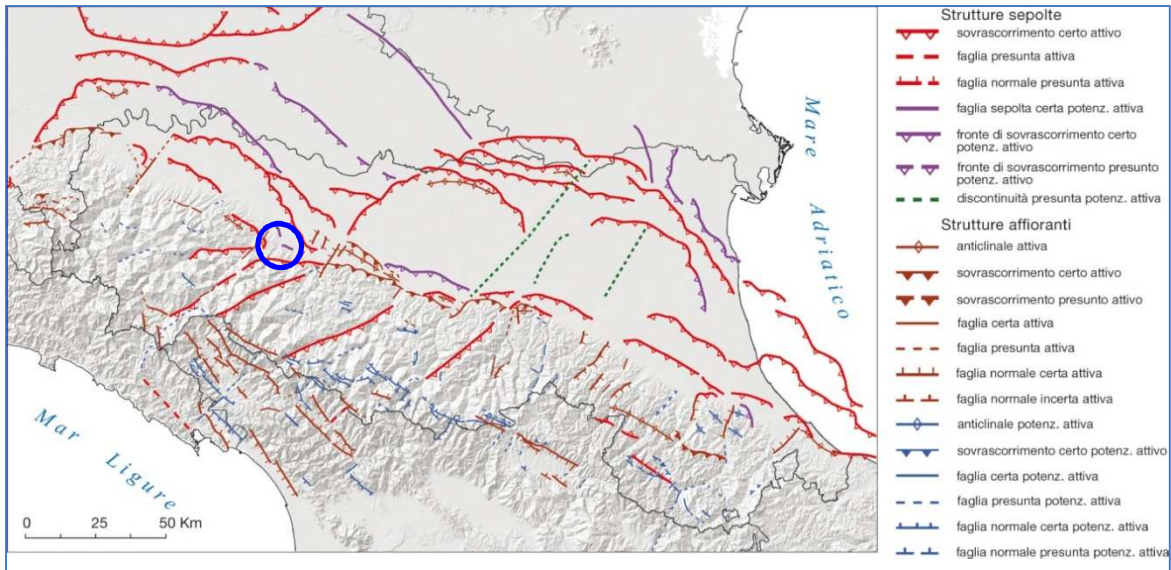 Mare
Adriatico
Mar
Ligure
0 25 50 Km
Strutture sepolte
sovrascorrimento certo attivo
faglia presunta attiva
faglia normale presunta attiva
faglia sepolta certa potenz. attiva
fronte di sovrascorrimento certo
potenz. attivo
fronte di sovrascorrimento presunto
potenz. attivo
discontinuità presunta potenz. attiva
Strutture affioranti
anticlinale attiva
sovrascorrimento certo attivo
sovrascorrimento presunto attivo
faglia certa attiva
faglia presunta attiva
faglia normale certa attiva
faglia normale incerta attiva
anticlinale potenz. attiva
sovrascorrimento certo potenz. attivo
faglia certa potenz. attiva
faglia presunta potenz. attiva
faglia normale certa potenz. attiva
faglia normale presunta potenz. attiva